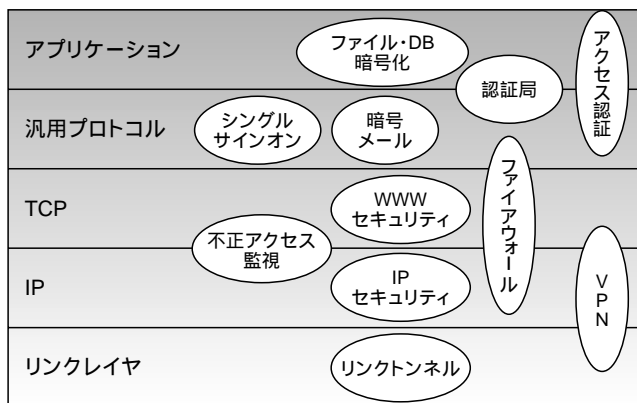 アプリケーション
ファイル・DB
暗号化
認証局
アクセス認証
汎用プロトコル
シングル
サインオン
暗号
メール
ファイアウォール
TCP
WWW
セキュリティ
不正アクセス
監視
IP
IP
セキュリティ
VPN
リンクレイヤ
リンクトンネル